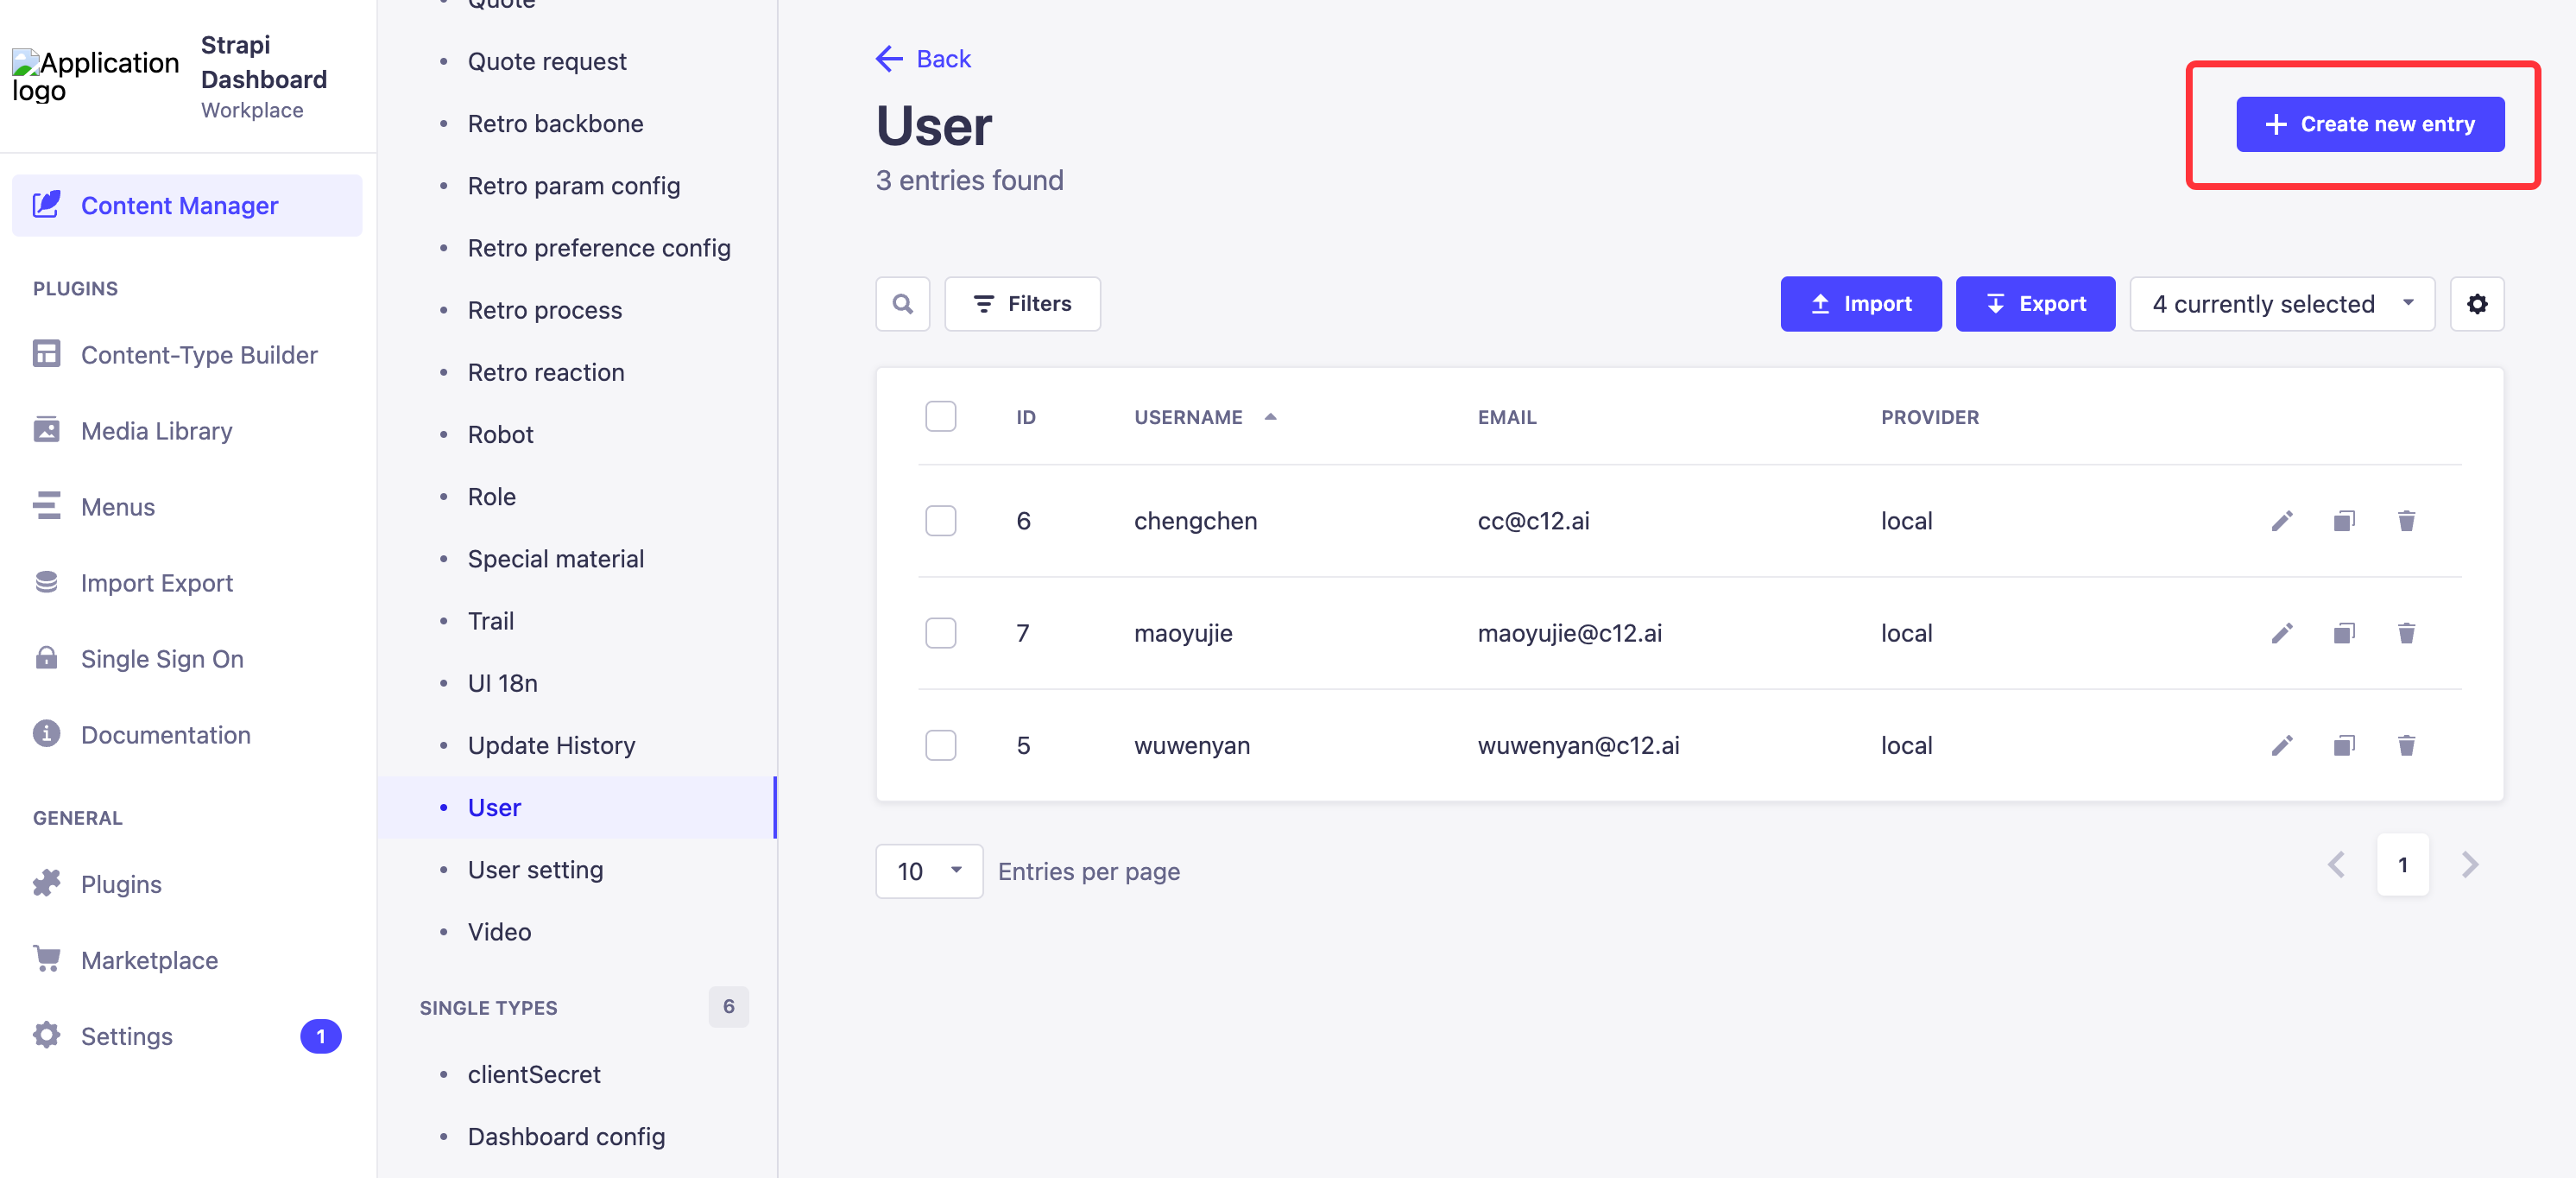 Application logo
Strapi Dashboard
Workplace
Content Manager
PLUGINS
Content-Type Builder
Media Library
Menus
Import Export
Single Sign On
Documentation
GENERAL
Plugins
Marketplace
Settings
1
Quote
Quote request
Retro backbone
Retro param config
Retro preference config
Retro process
Retro reaction
Robot
Role
Special material
Trail
UI 18n
Update History
User
User setting
Video
SINGLE TYPES
6
clientSecret
Dashboard config
Back
User
3 entries found
Create new entry
Filters
Import
Export
4 currently selected
ID USERNAME EMAIL PROVIDER
6 chengchen cc@c12.ai local
7 maoyujie maoyujie@c12.ai local
5 wuwenyan wuwenyan@c12.ai local
10 Entries per page
1